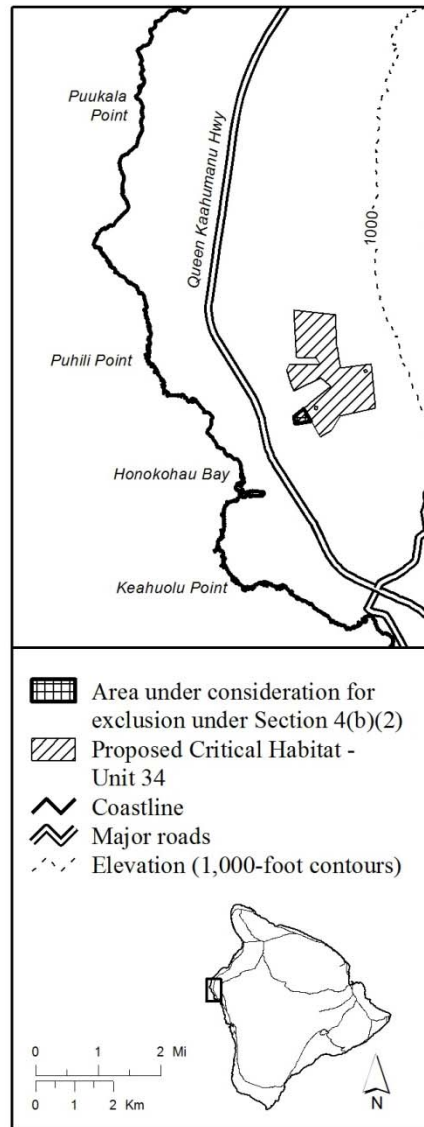 Puukala
Point
Queen Kaahumanu Hwy
1000
Puhili Point
Honokohau Bay
Keahuolu Point
Area under consideration for
exclusion under Section 4(b)(2)
Proposed Critical Habitat -
Unit 34
Coastline
Major roads
Elevation (1,000-foot contours)
0 1 2 Mi
0 1 2 Km
N